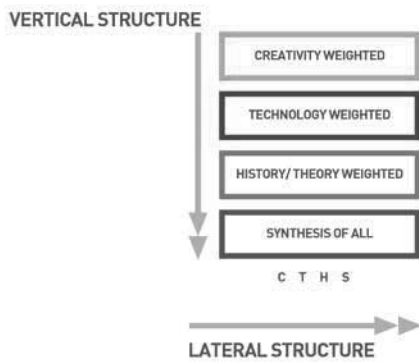 VERTICAL STRUCTURE
CREATIVITY WEIGHTED
TECHNOLOGY WEIGHTED
HISTORY/ THEORY WEIGHTED
SYNTHESIS OF ALL
C T H S
LATERAL STRUCTURE